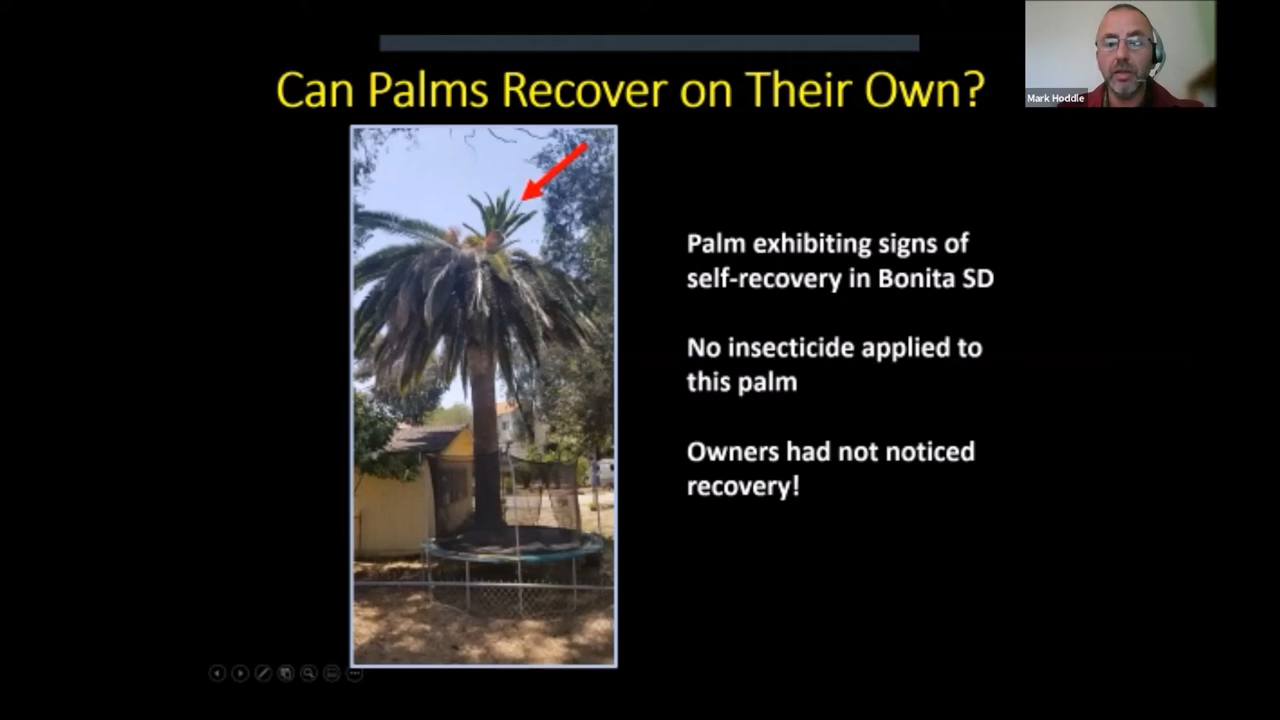 Can Palms Recover on Their Own?
Mark Hoddle
Palm exhibiting signs of
self-recovery in Bonita SD
No insecticide applied to
this palm
Owners had not noticed
recovery!